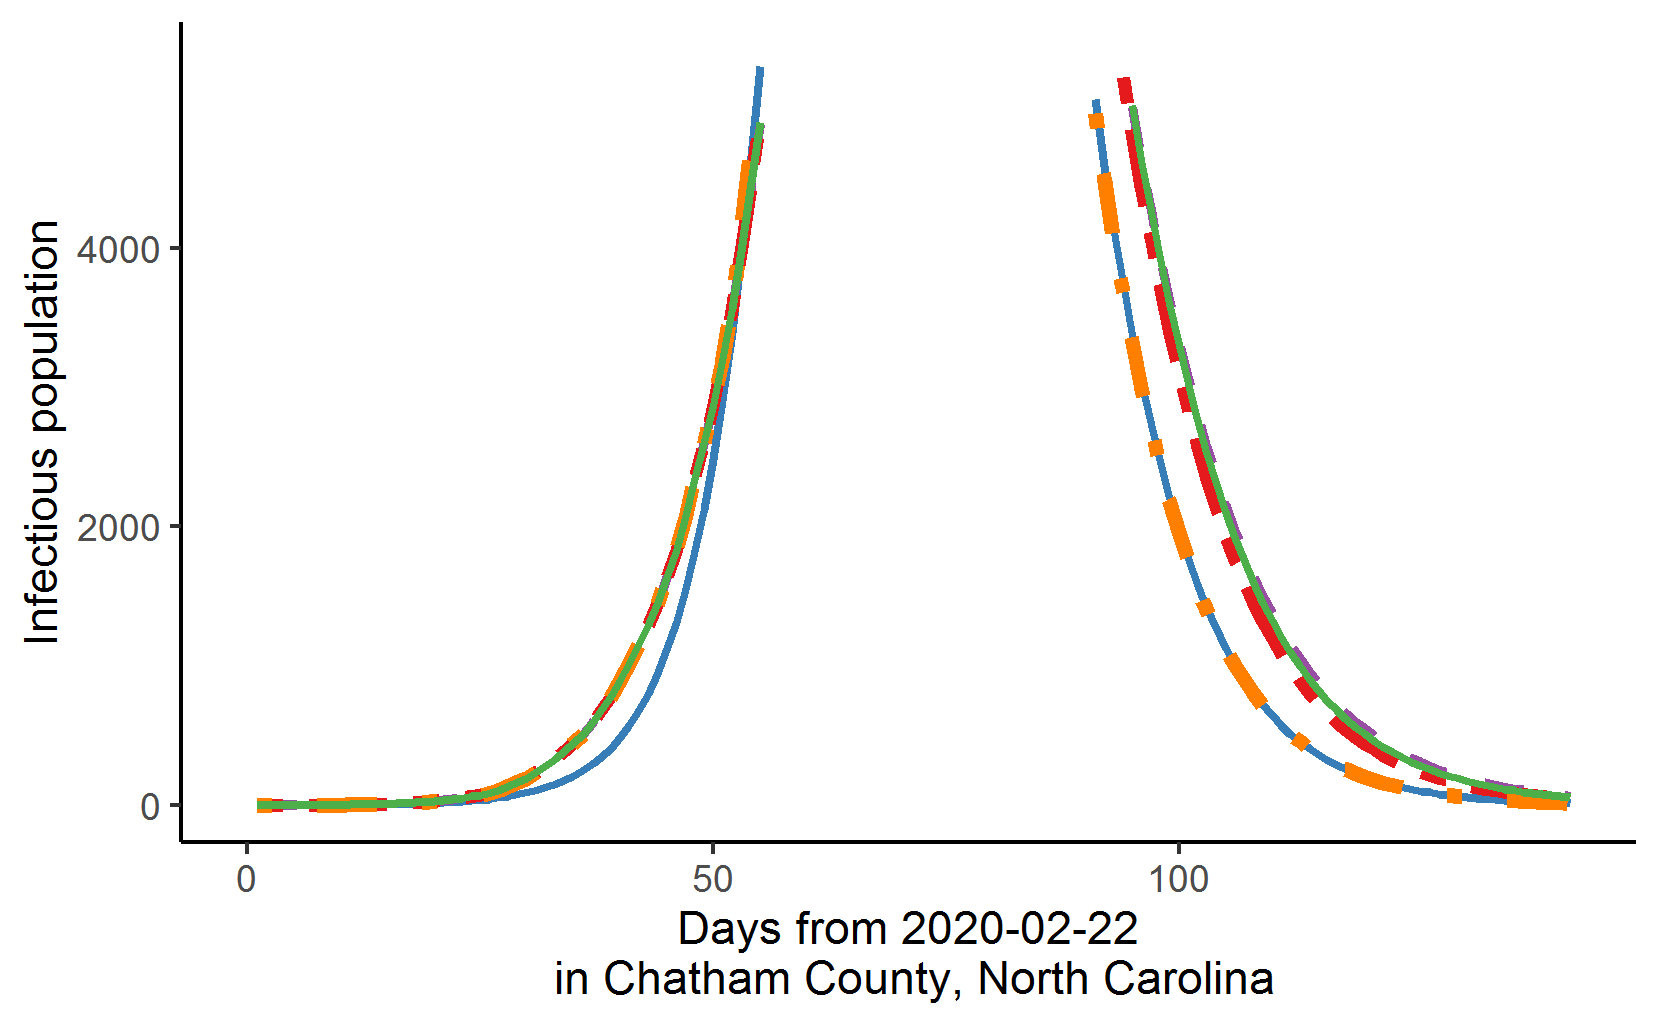 Infectious population
4000
2000
0
0 50 100
Days from 2020-02-22
in Chatham County, North Carolina